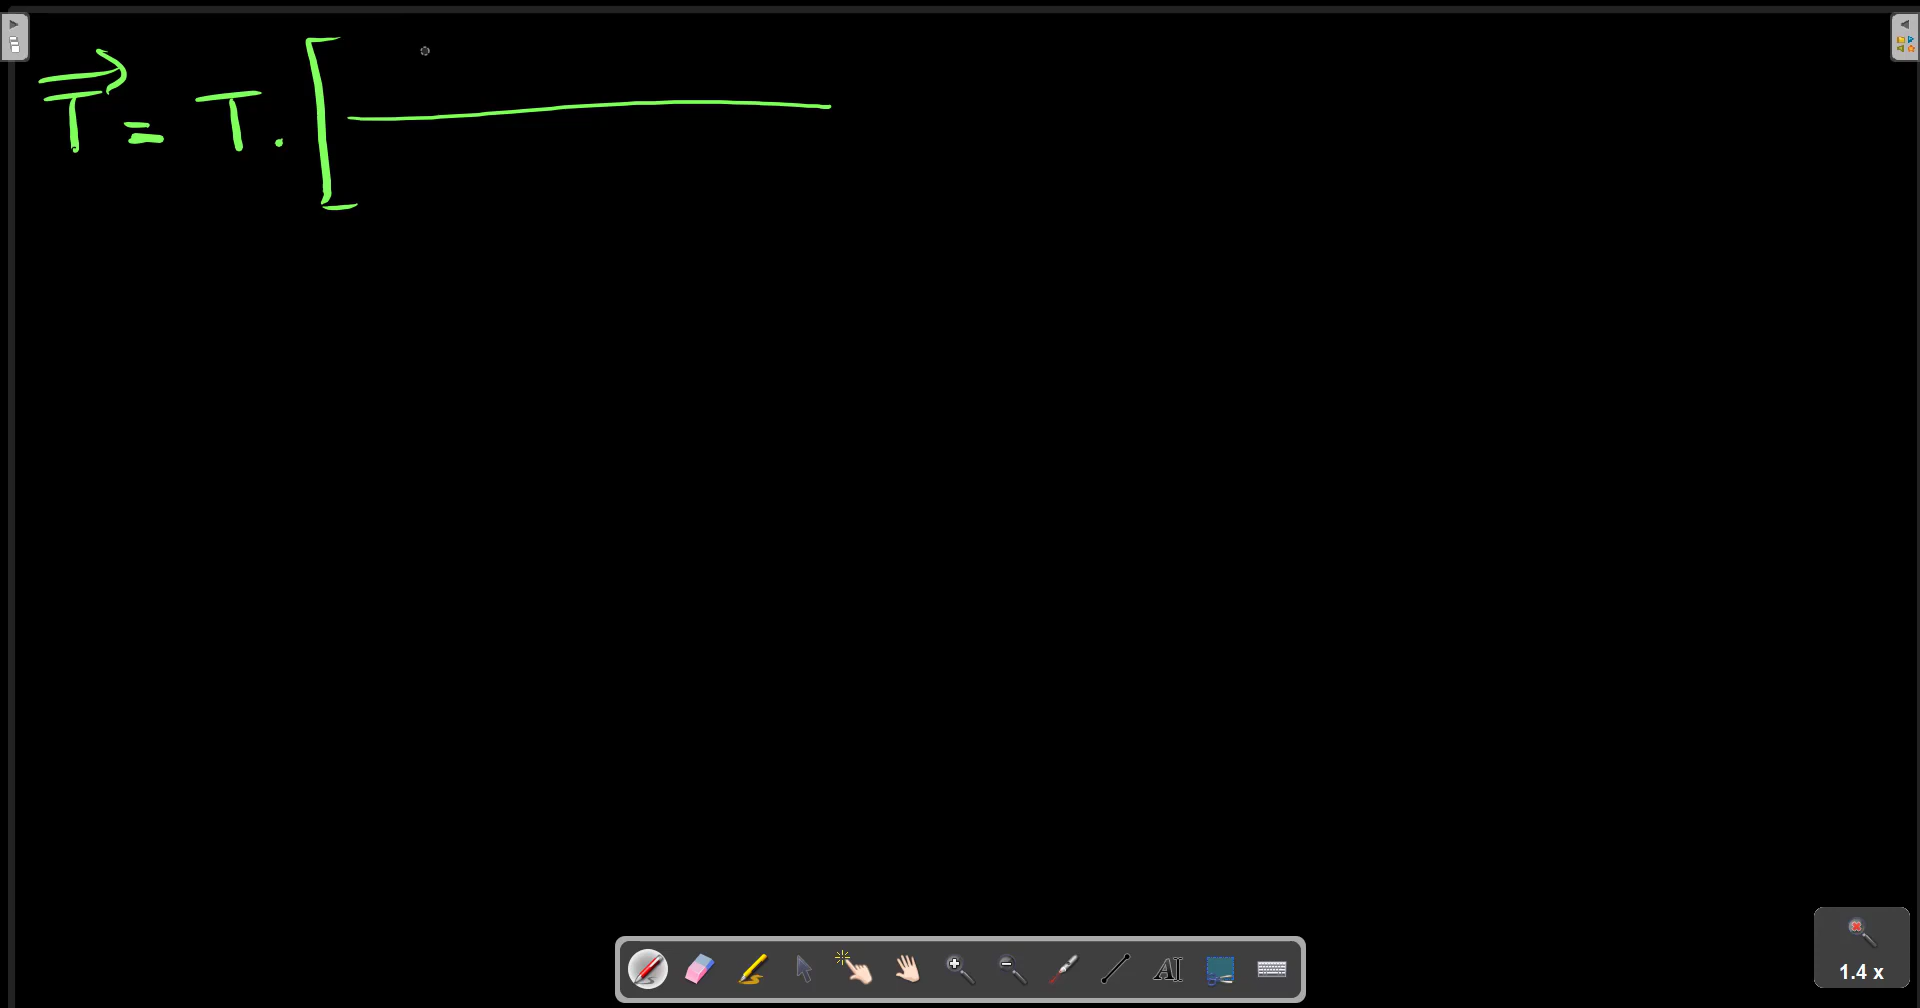 T⃗ = T . [
1.4 x